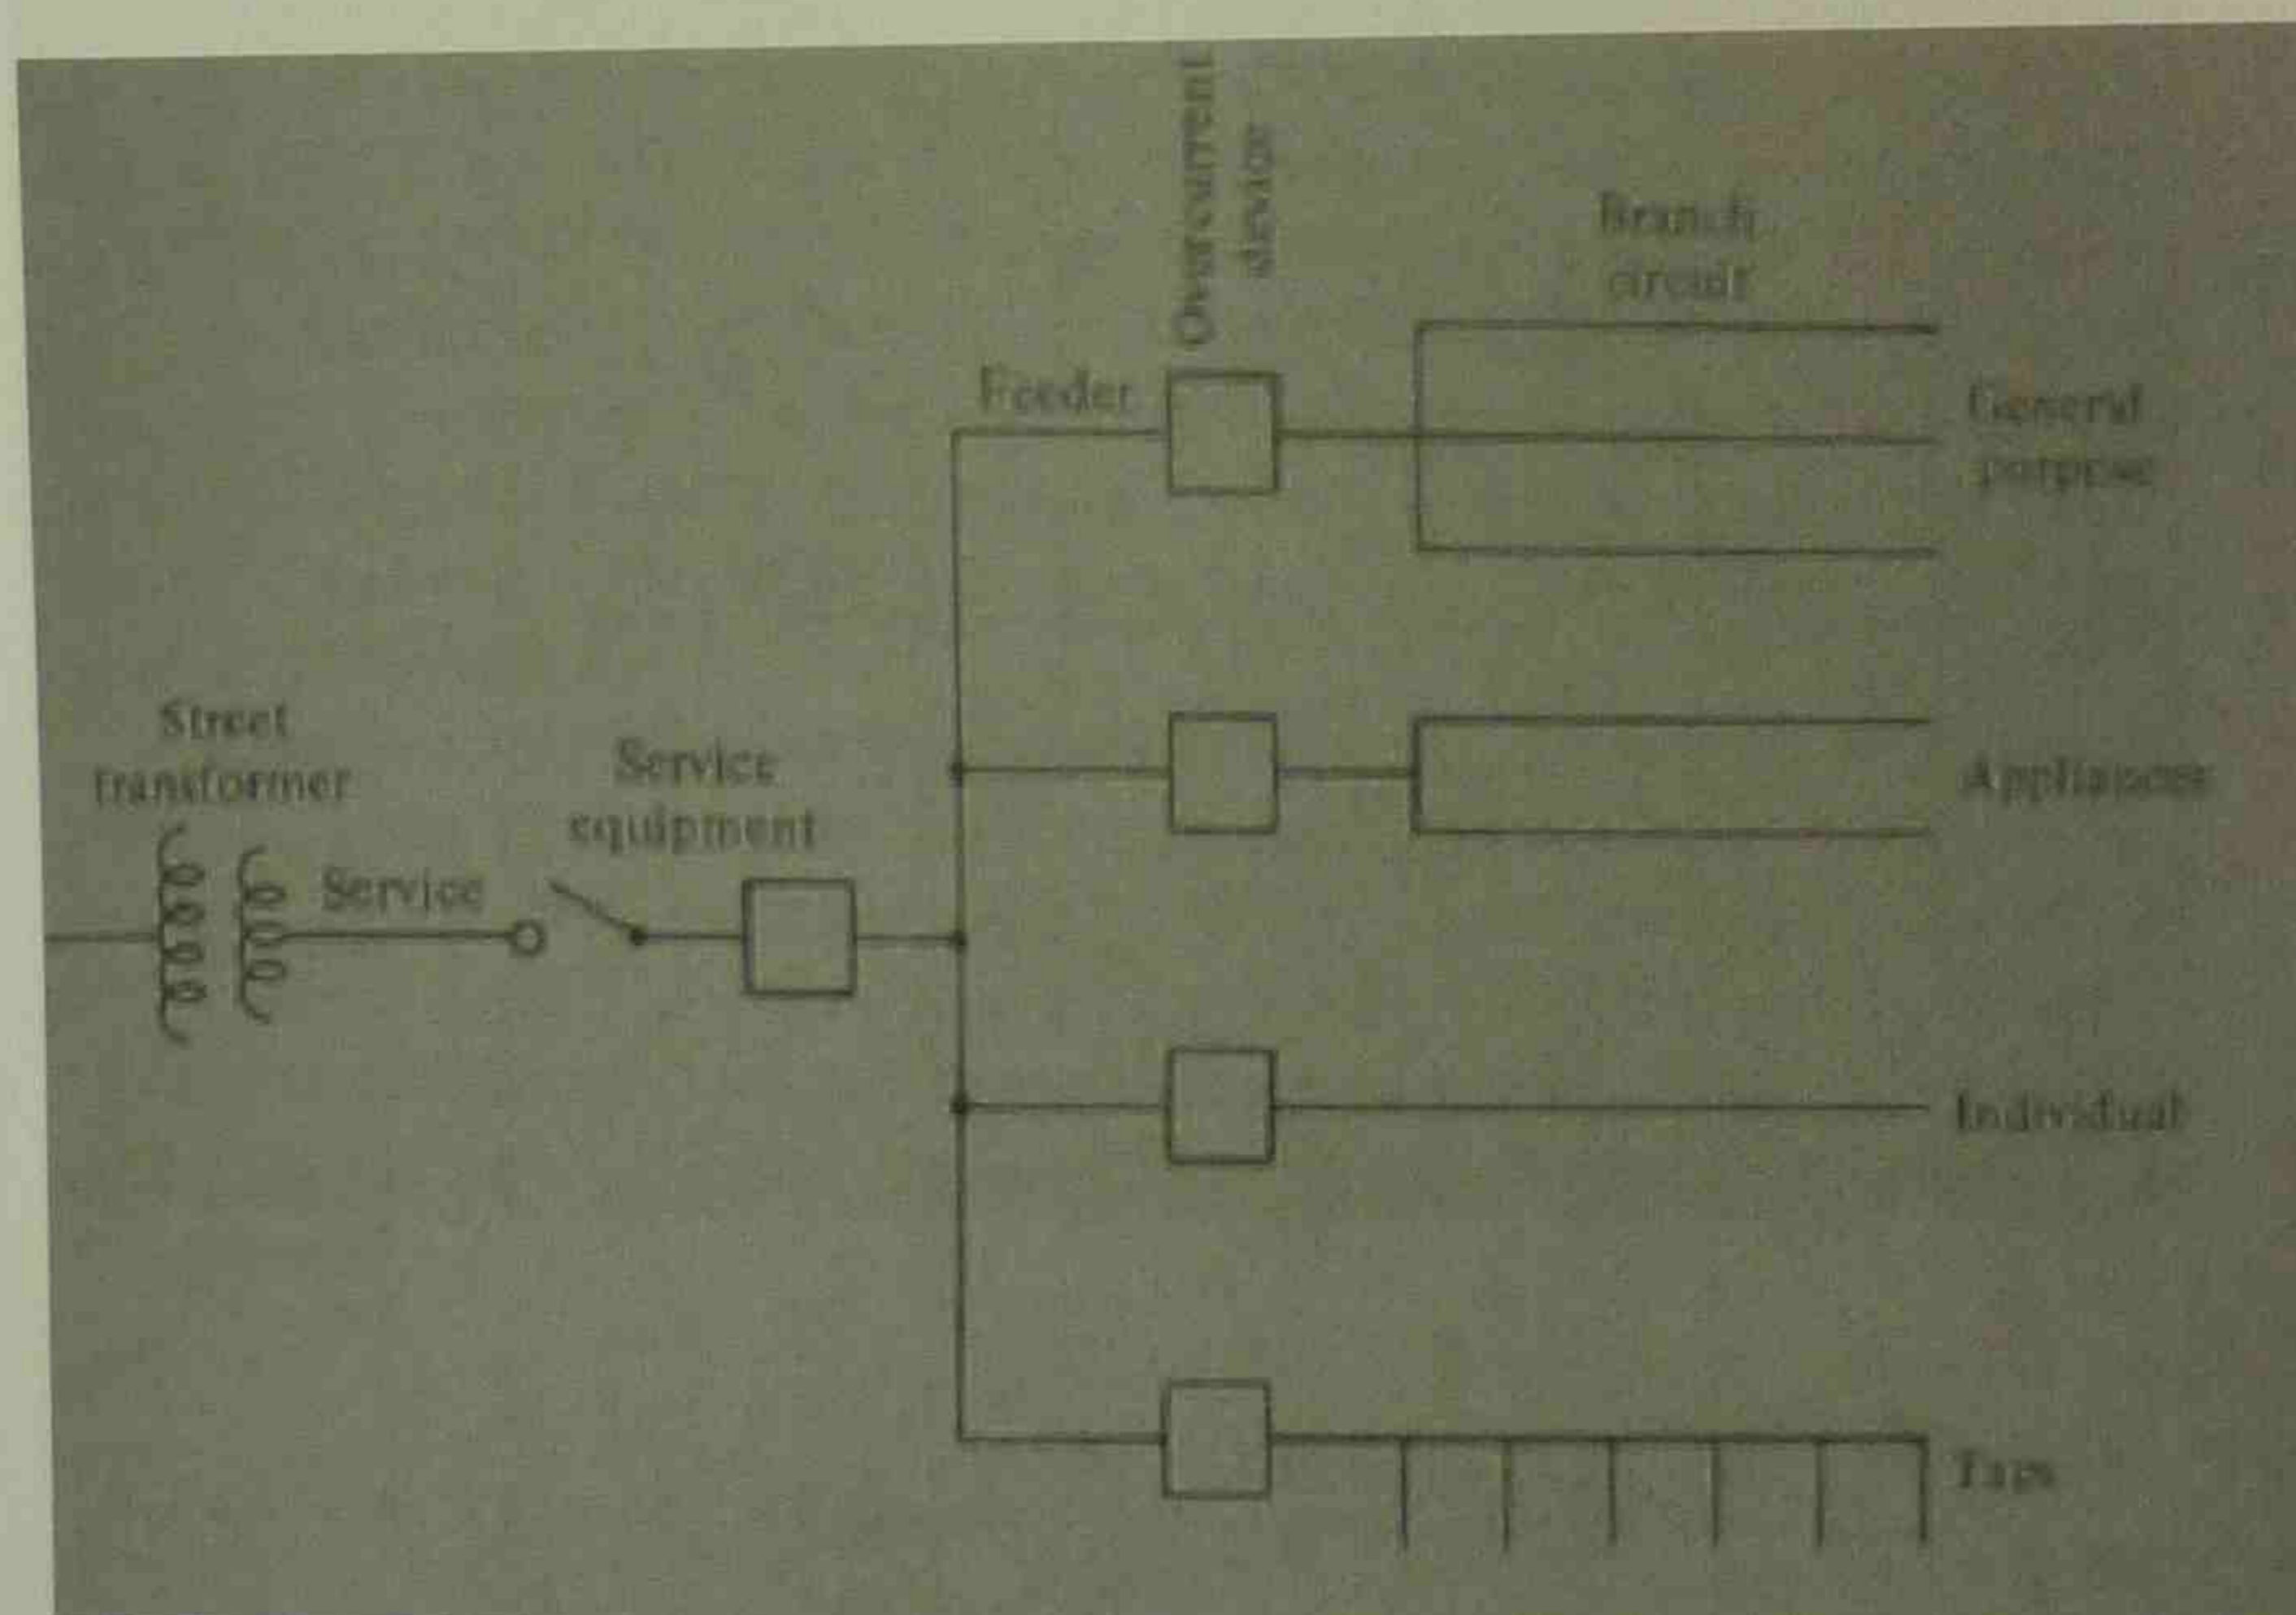 Overcurrent
device
Branch
circuit
Feeder
General
purpose
Street
transformer
Service
equipment
Service
Appliances
Individual
Taps